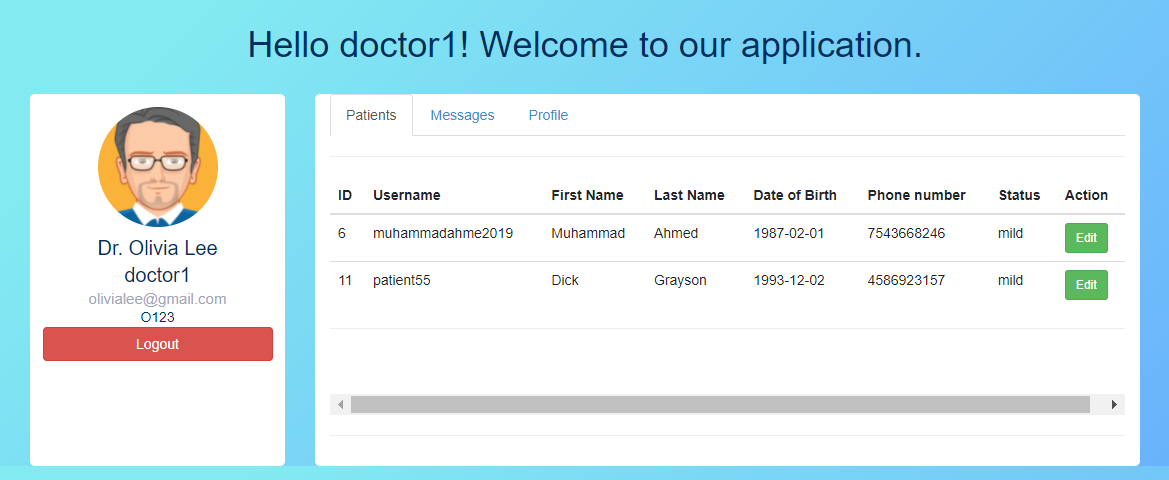 Hello doctor1! Welcome to our application.
Dr. Olivia Lee
doctor1
olivialee@gmail.com
O123
Logout
Patients Messages Profile
ID Username First Name Last Name Date of Birth Phone number Status Action
6 muhammadahme2019 Muhammad Ahmed 1987-02-01 7543668246 mild Edit
11 patient55 Dick Grayson 1993-12-02 4586923157 mild Edit